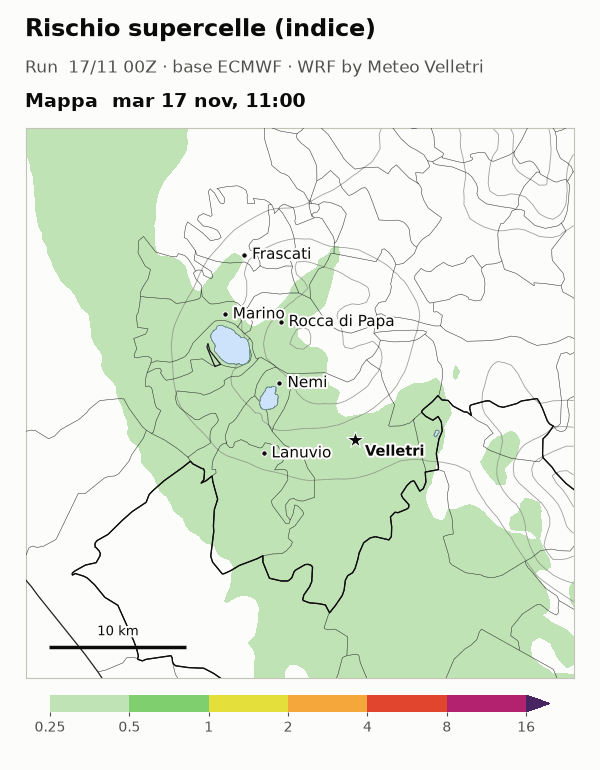 Rischio supercelle (indice)
Run  17/11 00Z · base ECMWF · WRF by Meteo Velletri
Mappa  mar 17 nov, 11:00
Frascati
Marino
Rocca di Papa
Nemi
Velletri
Lanuvio
10 km
0.25 0.5 1 2 4 8 16